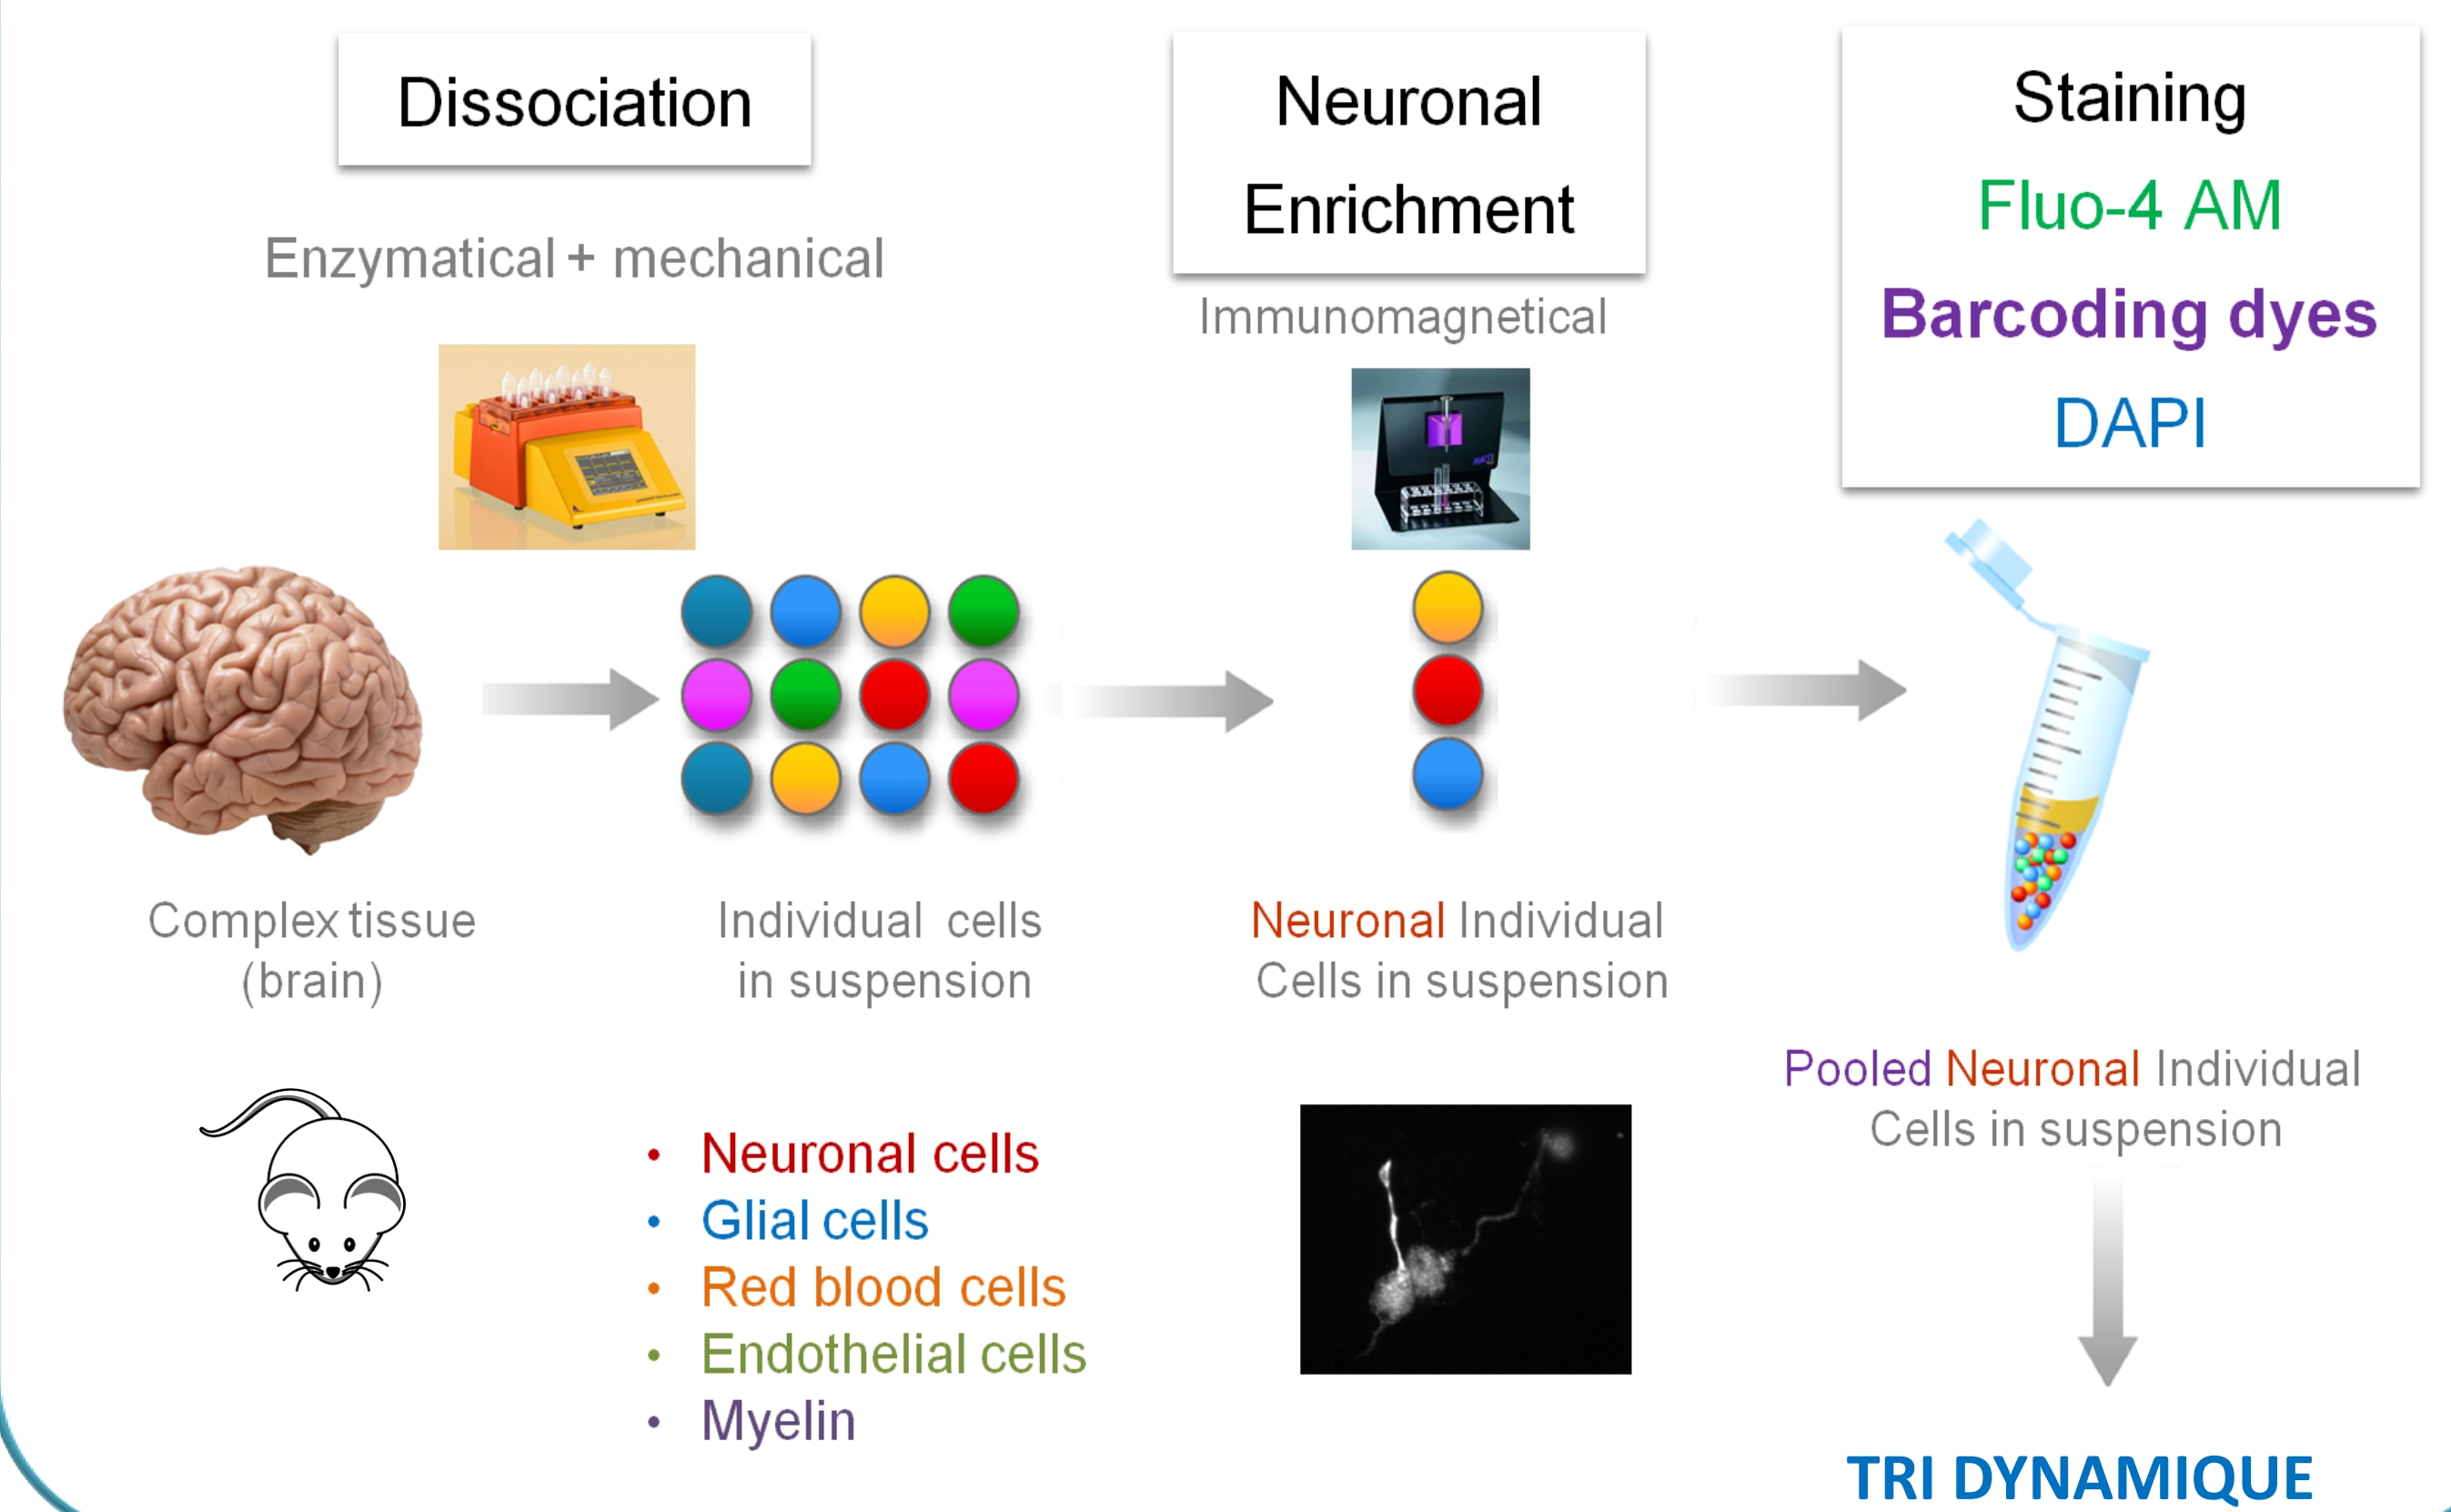 Dissociation
Enzymatical + mechanical
Neuronal
Enrichment
Immunomagnetical
Staining
Fluo-4 AM
Barcoding dyes
DAPI
Complex tissue
(brain)
Individual cells
in suspension
Neuronal Individual
Cells in suspension
Pooled Neuronal Individual
Cells in suspension
• Neuronal cells
• Glial cells
• Red blood cells
• Endothelial cells
• Myelin
TRI DYNAMIQUE